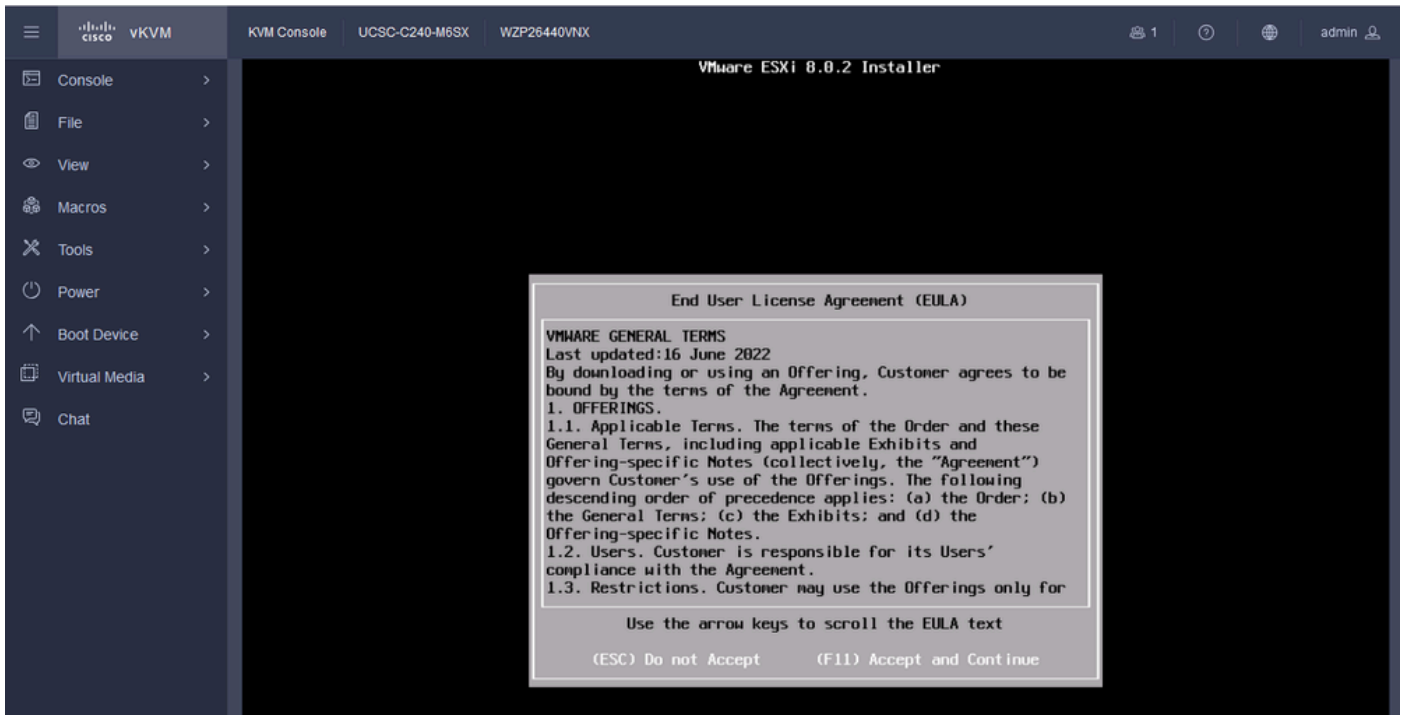 cisco vKVM KVM Console UCSC-C240-M6SX WZP26440VNX 1 admin
Console
File
View
Macros
Tools
Power
Boot Device
Virtual Media
Chat
VMware ESXi 8.0.2 Installer
End User License Agreement (EULA)
VMWARE GENERAL TERMS
Last updated:16 June 2022
By downloading or using an Offering, Customer agrees to be
bound by the terms of the Agreement.
1. OFFERINGS.
1.1. Applicable Terms. The terms of the Order and these
General Terms, including applicable Exhibits and
Offering-specific Notes (collectively, the "Agreement")
govern Customer's use of the Offerings. The following
descending order of precedence applies: (a) the Order; (b)
the General Terms; (c) the Exhibits; and (d) the
Offering-specific Notes.
1.2. Users. Customer is responsible for its Users'
compliance with the Agreement.
1.3. Restrictions. Customer may use the Offerings only for
Use the arrow keys to scroll the EULA text
(ESC) Do not Accept (F11) Accept and Continue